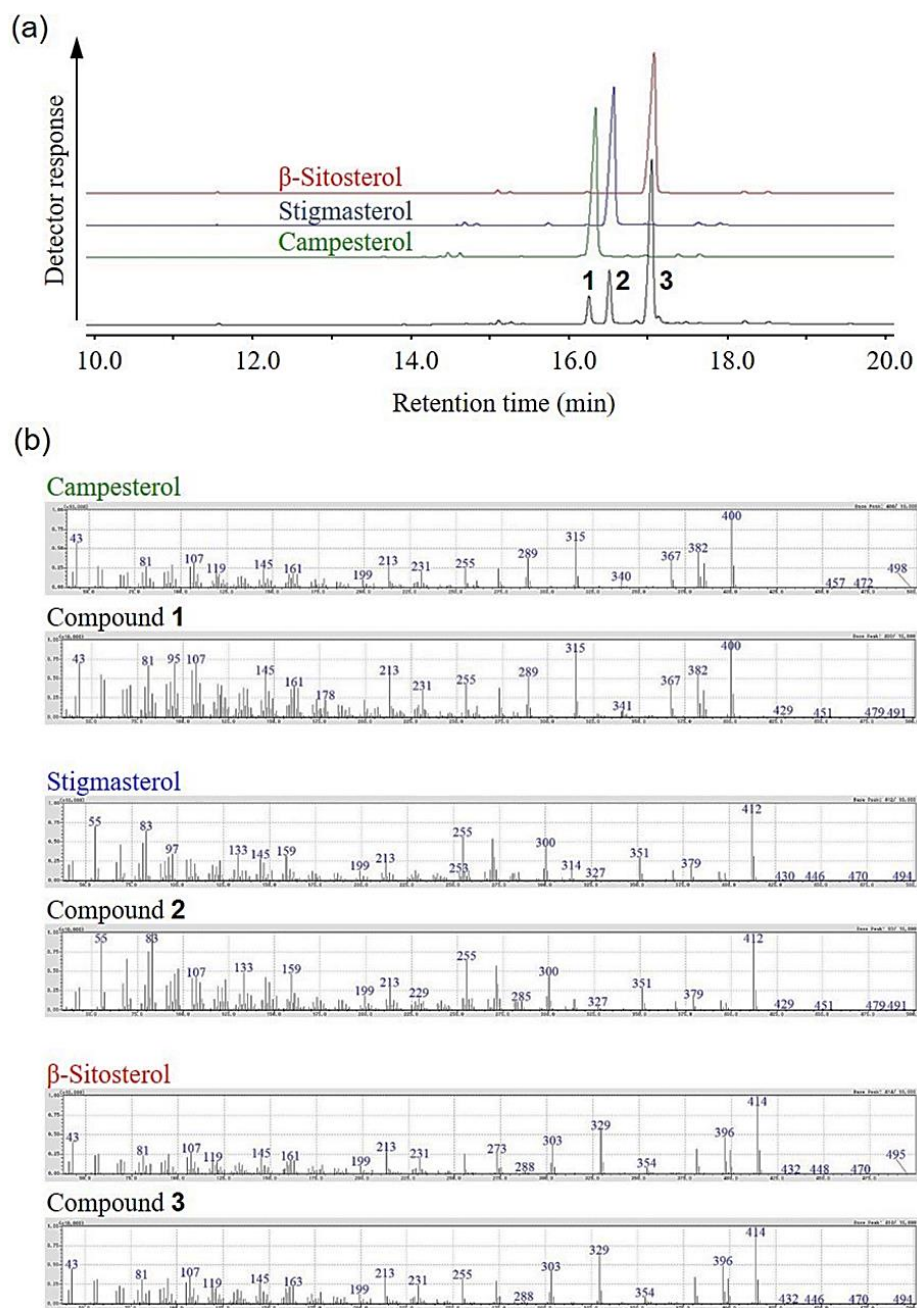 (a)
Detector response
β-Sitosterol
Stigmasterol
Campesterol
1 2 3
10.0 12.0 14.0 16.0 18.0 20.0
Retention time (min)
(b)
Campesterol
43 81 107 119 145 161 199 213 231 255 289 315 340 367 382 400 457 472 498
Compound 1
43 81 95 107 145 161 178 213 231 255 289 315 341 367 382 400 429 451 479 491
Stigmasterol
55 83 97 133 145 159 199 213 253 255 300 314 327 351 379 412 430 446 470 494
Compound 2
55 83 107 133 159 199 213 229 255 285 300 327 351 379 412 429 451 479 491
β-Sitosterol
43 81 107 119 145 161 199 213 231 273 288 303 329 354 396 414 432 448 470 495
Compound 3
43 81 107 119 145 163 199 213 231 255 288 303 329 354 396 414 432 446 470 494